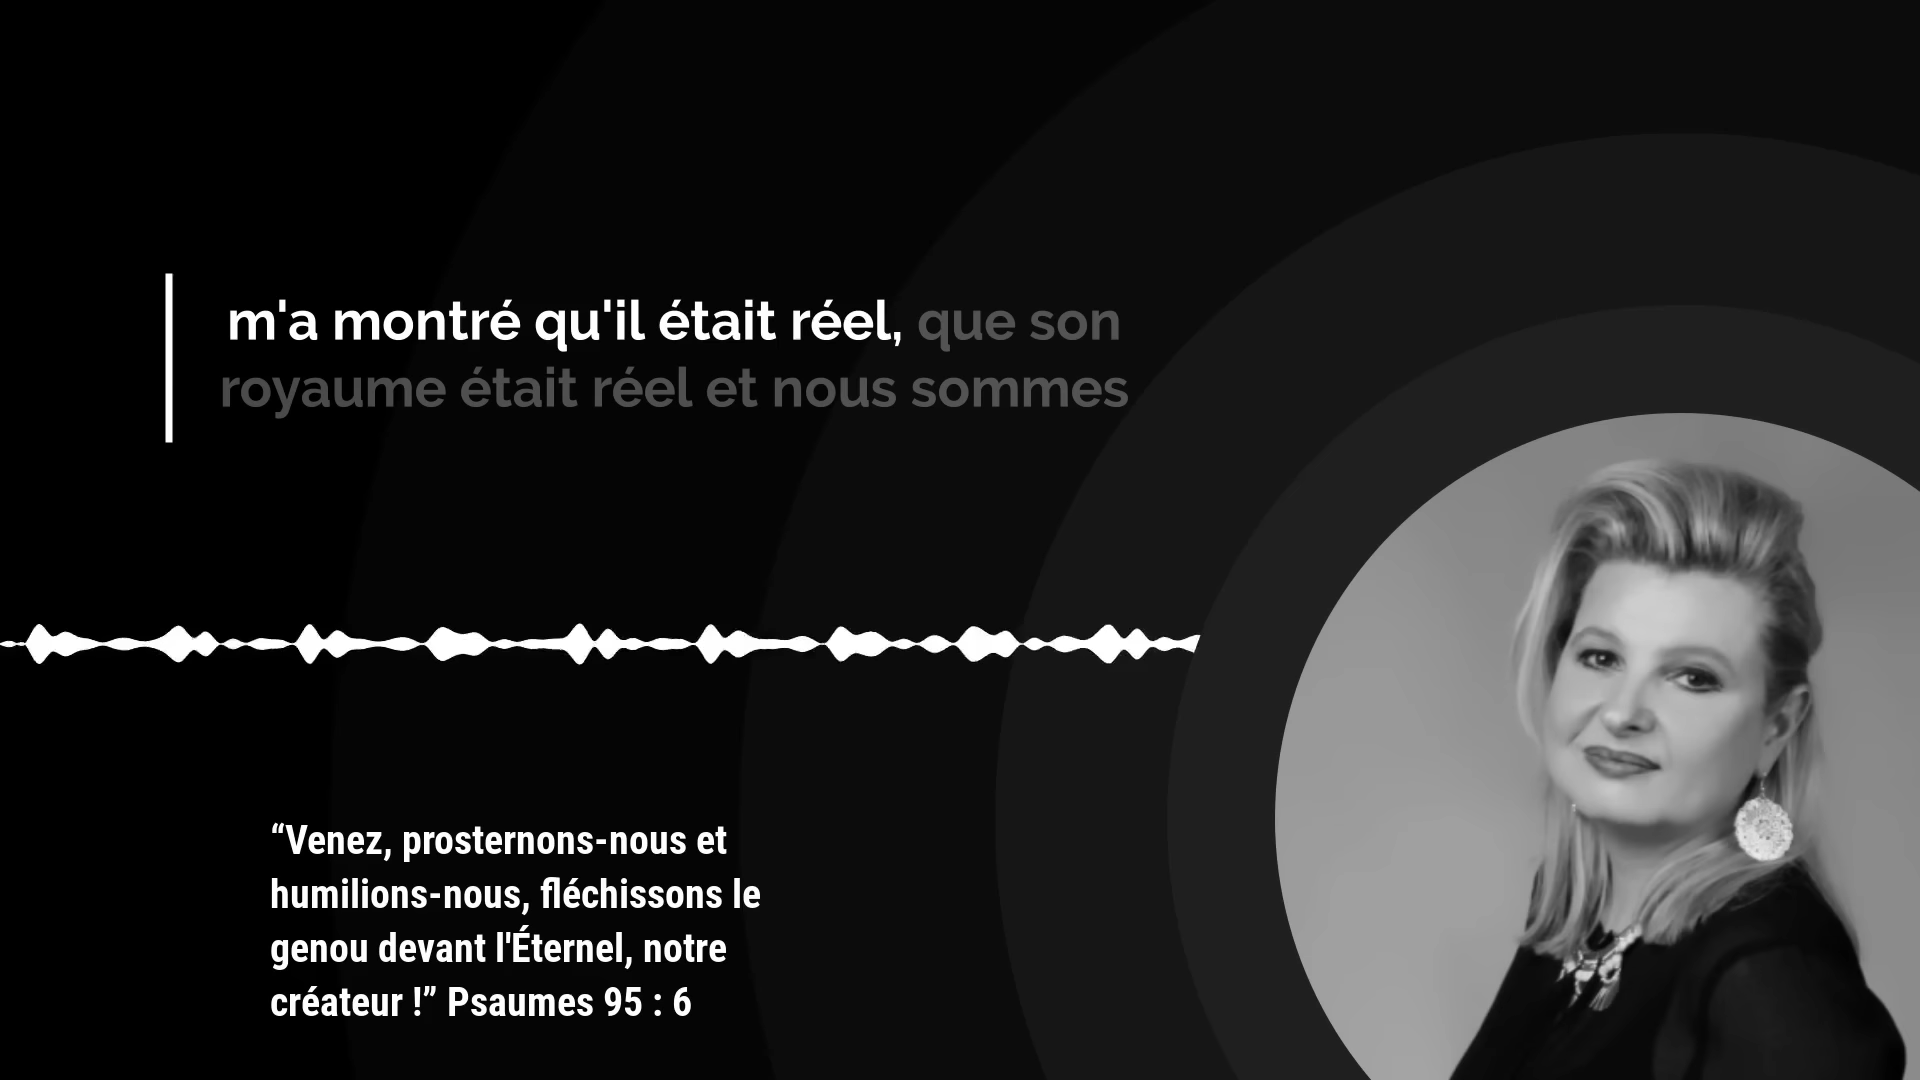 m'a montré qu'il était réel, que son
royaume était réel et nous sommes
“Venez, prosternons-nous et
humilions-nous, fléchissons le
genou devant l'Éternel, notre
créateur !” Psaumes 95 : 6